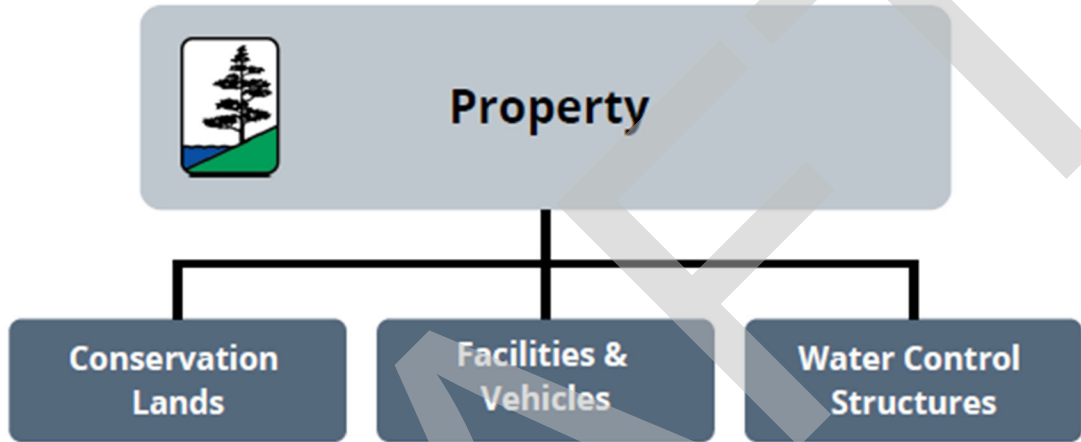 Property
Conservation
Lands
Facilities &
Vehicles
Water Control
Structures